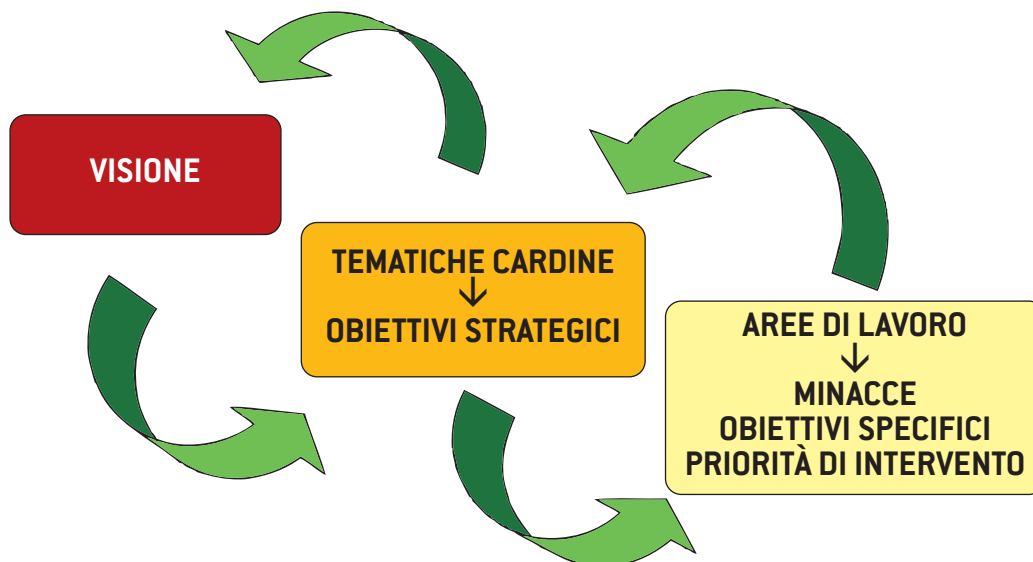 VISIONE
TEMATICHE CARDINE
↓
OBIETTIVI STRATEGICI
AREE DI LAVORO
↓
MINACCE
OBIETTIVI SPECIFICI
PRIORITÀ DI INTERVENTO